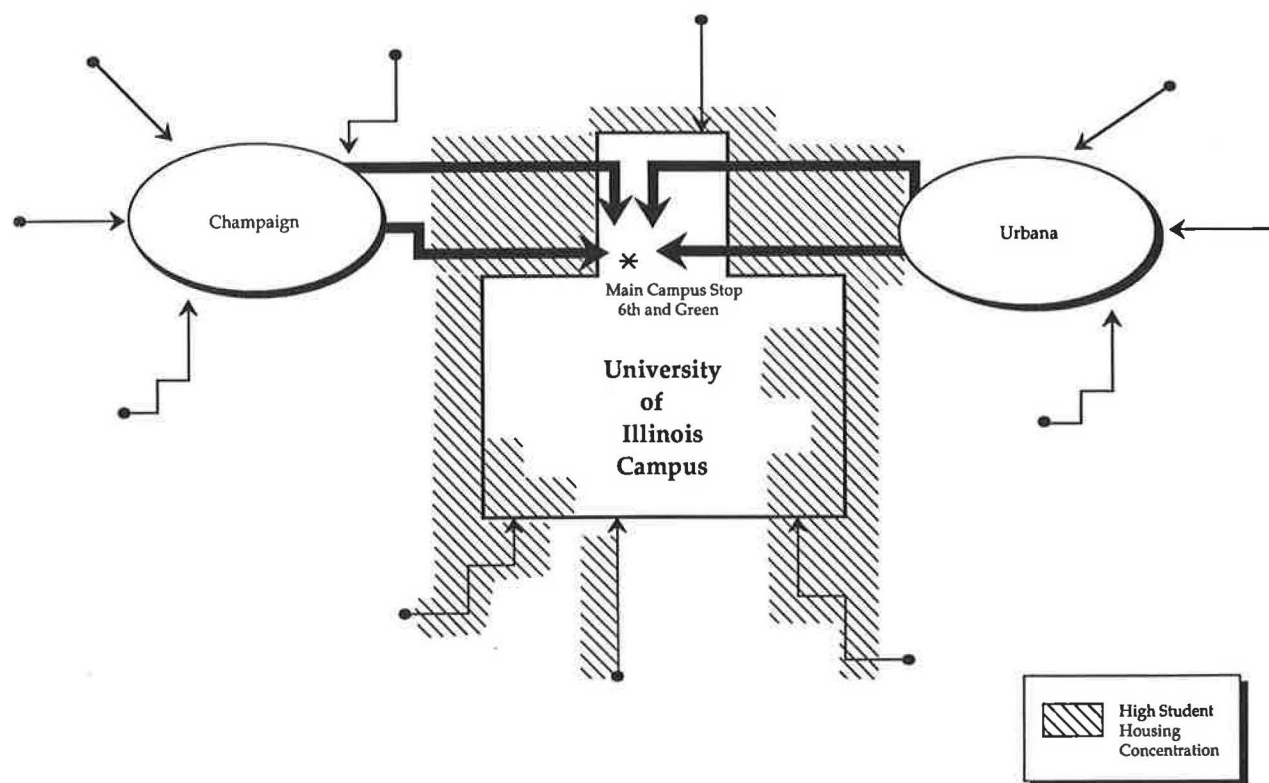 Champaign
Urbana
Main Campus Stop
6th and Green
University
of
Illinois
Campus
High Student
Housing
Concentration